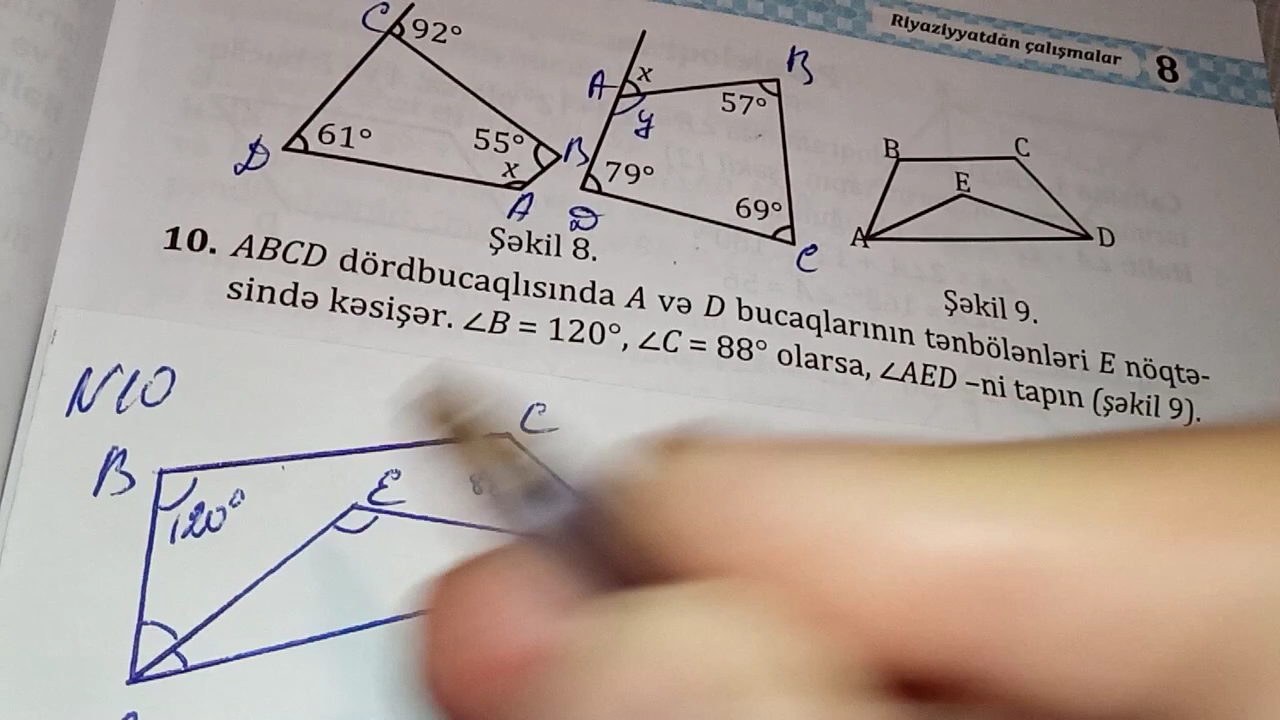 Riyaziyyatdan çalışmalar 8
C 92°
D 61°
55° B
x
A
A x
B
57°
y
79°
D
69°
C
B C
E
A D
Şəkil 8.
Şəkil 9.
10. ABCD dördbucaqlısında A və D bucaqlarının tənbölənləri E nöqtə-
sində kəsişər. ∠B = 120°, ∠C = 88° olarsa, ∠AED –ni tapın (şəkil 9).
N10
B
C
E
120°